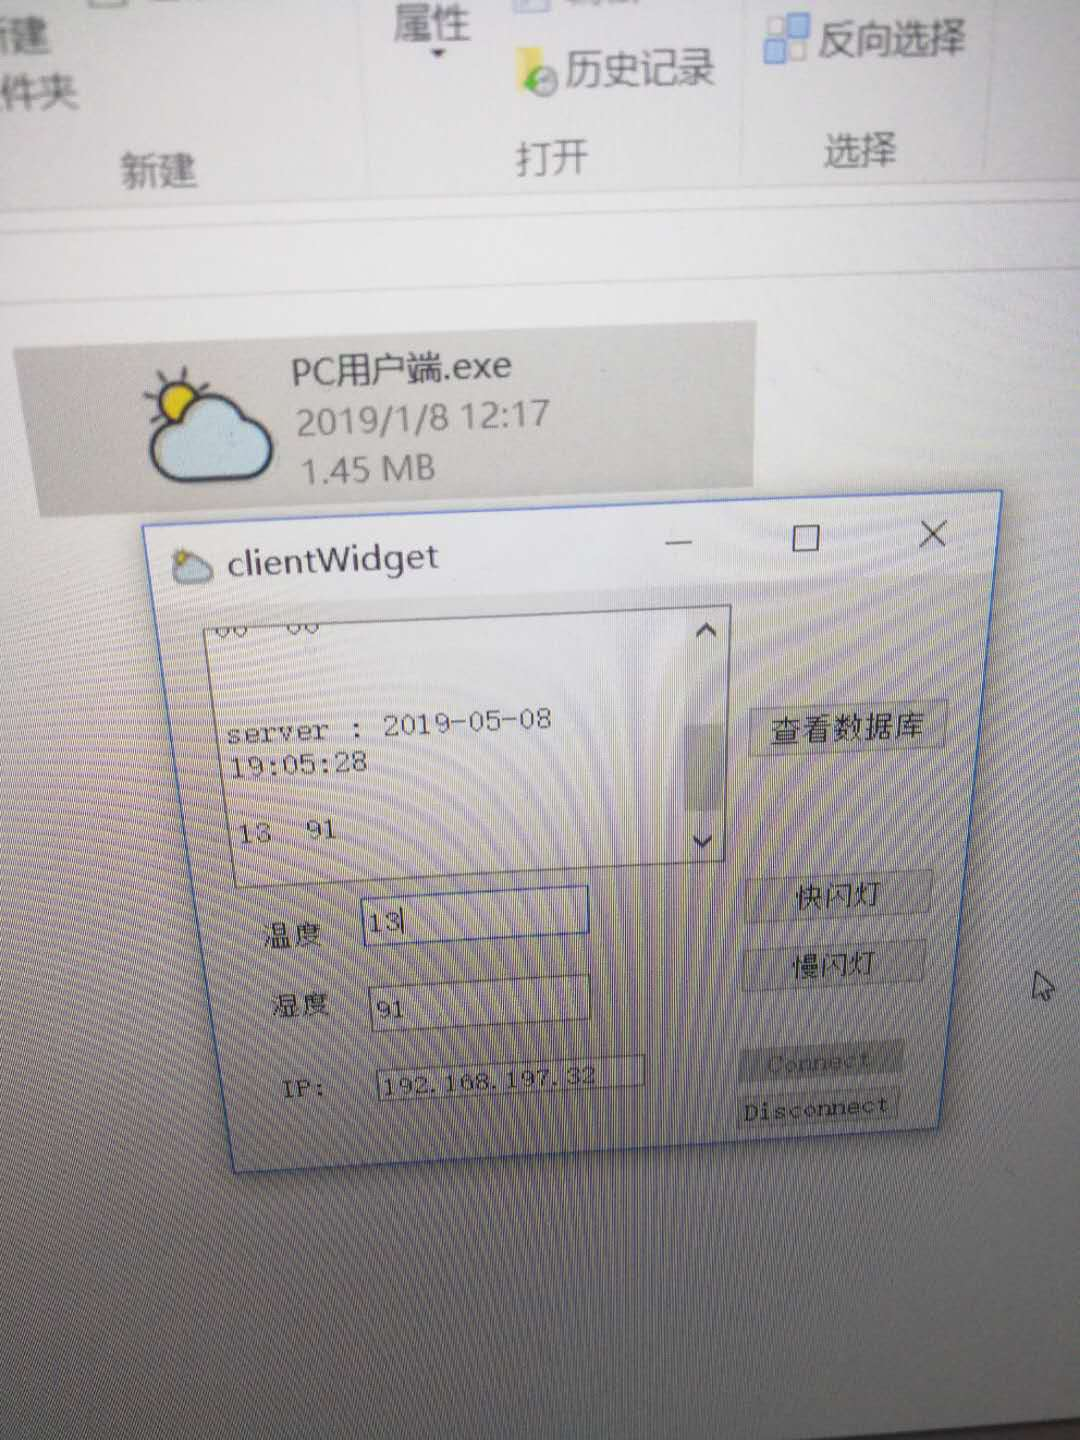 新建
件夹
属性
历史记录
反向选择
新建
打开
选择
PC用户端.exe
2019/1/8 12:17
1.45 MB
clientWidget
server : 2019-05-08
19:05:28
13 91
查看数据库
温度 13
快闪灯
慢闪灯
湿度 91
IP: 192.168.197.32
Connect
Disconnect